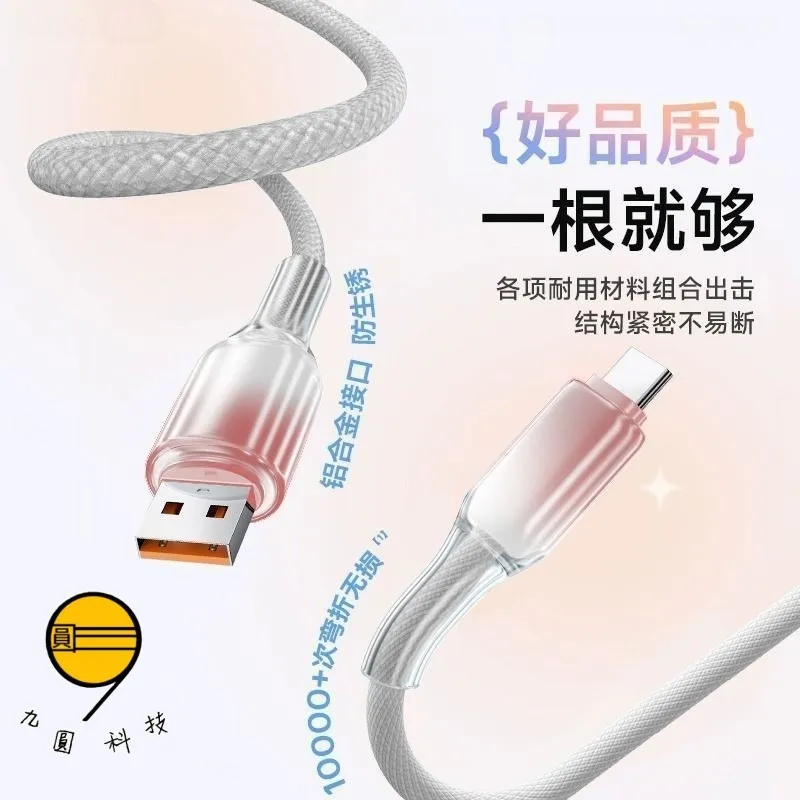 {好品质}
一根就够
各项耐用材料组合出击
结构紧密不易断
铝合金接口 防生锈
10000+次弯折无损
圓
九圓科技